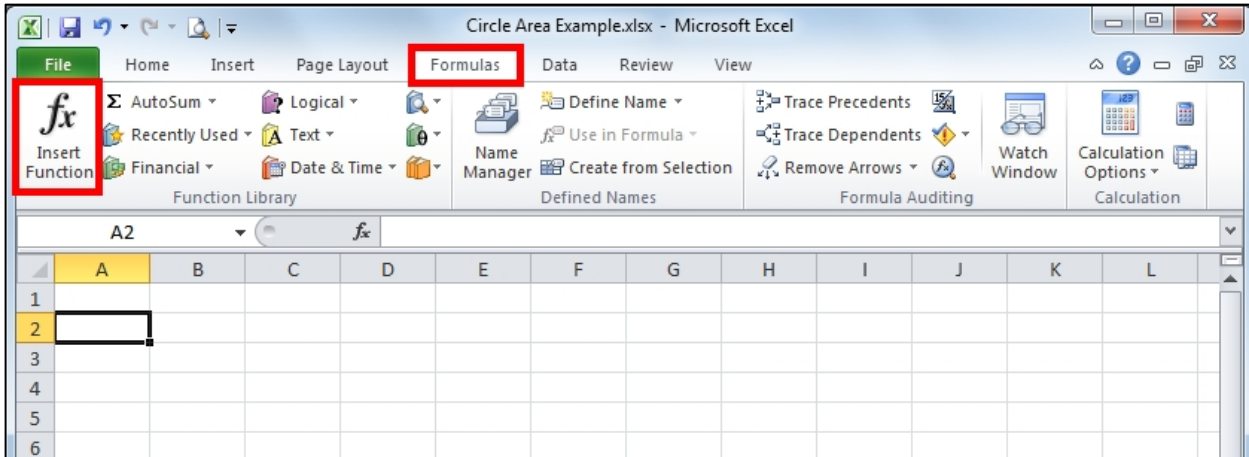 Circle Area Example.xlsx - Microsoft Excel
File Home Insert Page Layout Formulas Data Review View
fx Insert Function
Σ AutoSum
Recently Used
Financial
Logical
Text
Date & Time
Function Library
Name Manager
Define Name
Use in Formula
Create from Selection
Defined Names
Trace Precedents
Trace Dependents
Remove Arrows
Formula Auditing
Watch Window
Calculation Options
Calculation
A2 fx
A B C D E F G H I J K L
1
2
3
4
5
6